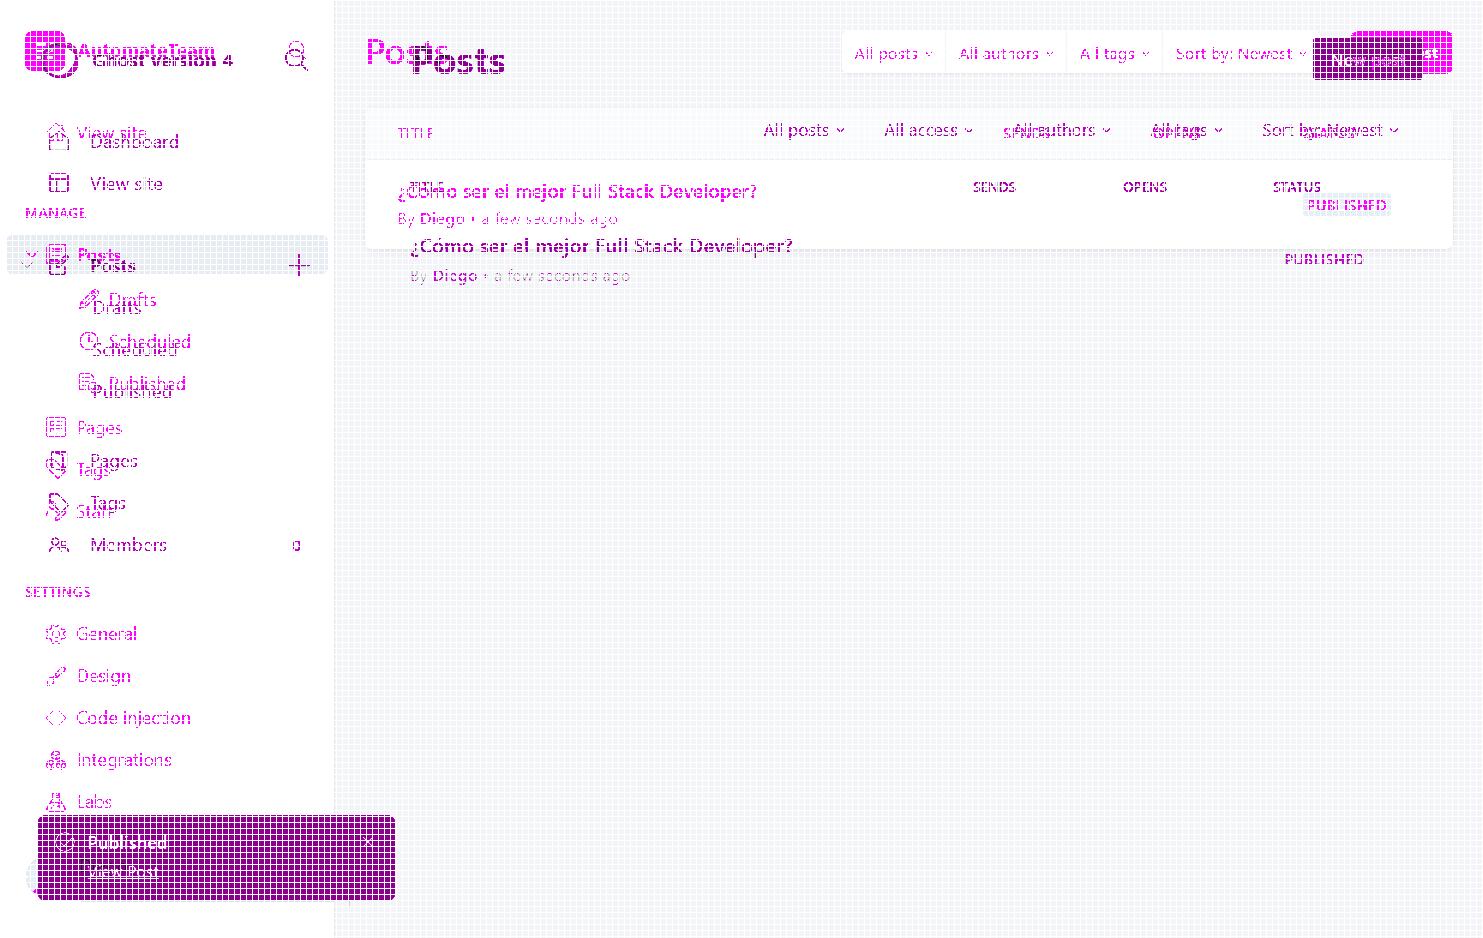 AutomateTeam
Ghost version 4
Posts
Posts
All posts
All authors
All tags
Sort by: Newest
View site
Dashboard
View site
MANAGE
Posts
Posts
Drafts
Drafts
Scheduled
Scheduled
Published
Published
Pages
Pages
Tags
Tags
Staff
Members
0
SETTINGS
General
Design
Code injection
Integrations
Labs
Published
View Post
TITLE
All posts
All access
All authors
All tags
Sort by: Newest
SENDS
OPENS
STATUS
¿Cómo ser el mejor Full Stack Developer?
TITLE
SENDS
OPENS
STATUS
By Diego • a few seconds ago
PUBLISHED
¿Cómo ser el mejor Full Stack Developer?
By Diego • a few seconds ago
PUBLISHED